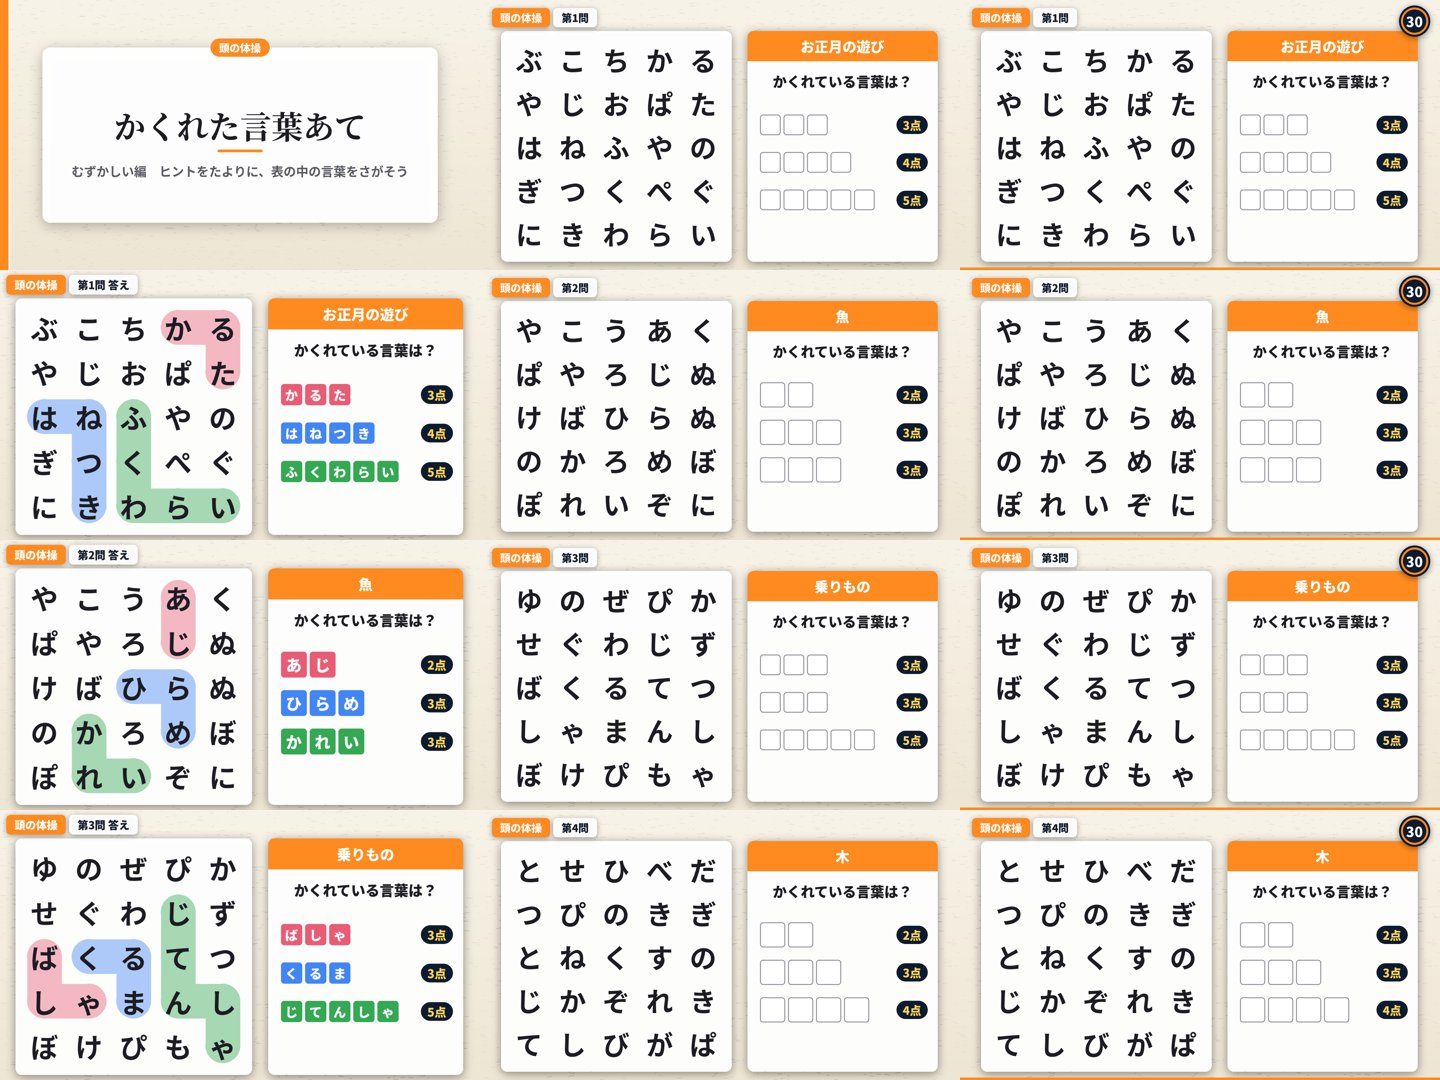 頭の体操
かくれた言葉あて
むずかしい編　ヒントをたよりに、表の中の言葉をさがそう
頭の体操 第1問
ぶ こ ち か る
や じ お ぱ た
は ね ふ や の
ぎ つ く ぺ ぐ
に き わ ら い
お正月の遊び
かくれている言葉は？
3点
4点
5点
頭の体操 第1問
30
ぶ こ ち か る
や じ お ぱ た
は ね ふ や の
ぎ つ く ぺ ぐ
に き わ ら い
お正月の遊び
かくれている言葉は？
3点
4点
5点
頭の体操 第1問 答え
ぶ こ ち か る
や じ お ぱ た
は ね ふ や の
ぎ つ く ぺ ぐ
に き わ ら い
お正月の遊び
かくれている言葉は？
かるた 3点
はねつき 4点
ふくわらい 5点
頭の体操 第2問
や こ う あ く
ぱ や ろ じ ぬ
け ば ひ ら ぬ
の か ろ め ぼ
ぽ れ い ぞ に
魚
かくれている言葉は？
2点
3点
3点
頭の体操 第2問
30
や こ う あ く
ぱ や ろ じ ぬ
け ば ひ ら ぬ
の か ろ め ぼ
ぽ れ い ぞ に
魚
かくれている言葉は？
2点
3点
3点
頭の体操 第2問 答え
や こ う あ く
ぱ や ろ じ ぬ
け ば ひ ら ぬ
の か ろ め ぼ
ぽ れ い ぞ に
魚
かくれている言葉は？
あじ 2点
ひらめ 3点
かれい 3点
頭の体操 第3問
ゆ の ぜ ぴ か
せ ぐ わ じ ず
ば く る て つ
し ゃ ま ん し
ぼ け ぴ も ゃ
乗りもの
かくれている言葉は？
3点
3点
5点
頭の体操 第3問
30
ゆ の ぜ ぴ か
せ ぐ わ じ ず
ば く る て つ
し ゃ ま ん し
ぼ け ぴ も ゃ
乗りもの
かくれている言葉は？
3点
3点
5点
頭の体操 第3問 答え
ゆ の ぜ ぴ か
せ ぐ わ じ ず
ば く る て つ
し ゃ ま ん し
ぼ け ぴ も ゃ
乗りもの
かくれている言葉は？
ばしゃ 3点
くるま 3点
じてんしゃ 5点
頭の体操 第4問
と せ ひ べ だ
つ ぴ の き ぎ
と ね く す の
じ か ぞ れ き
て し び が ぱ
木
かくれている言葉は？
2点
3点
4点
頭の体操 第4問
30
と せ ひ べ だ
つ ぴ の き ぎ
と ね く す の
じ か ぞ れ き
て し び が ぱ
木
かくれている言葉は？
2点
3点
4点